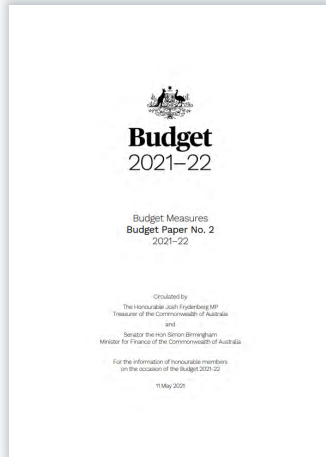 Budget
2021–22
Budget Measures
Budget Paper No. 2
2021–22
Circulated by
The Honourable Josh Frydenberg MP
Treasurer of the Commonwealth of Australia
and
Senator the Hon Simon Birmingham
Minister for Finance of the Commonwealth of Australia
For the information of honourable members
on the occasion of the Budget 2021-22
11 May 2021